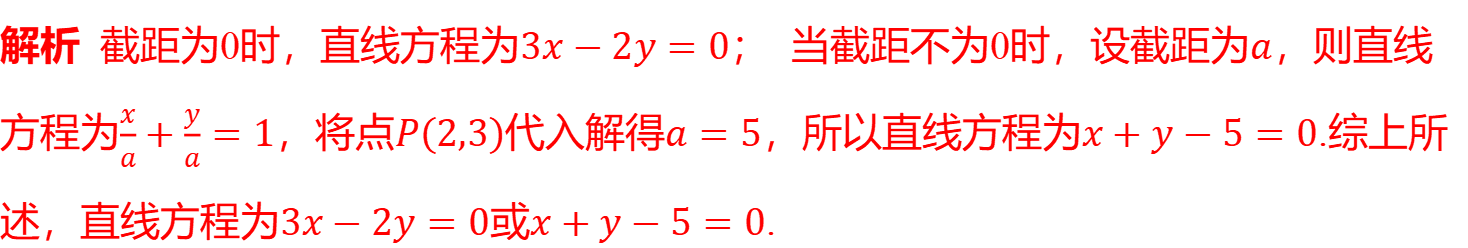 解析 截距为0时，直线方程为3x − 2y = 0； 当截距不为0时，设截距为a，则直线
方程为x/a + y/a = 1，将点P(2,3)代入解得a = 5，所以直线方程为x + y − 5 = 0.综上所
述，直线方程为3x − 2y = 0或x + y − 5 = 0.